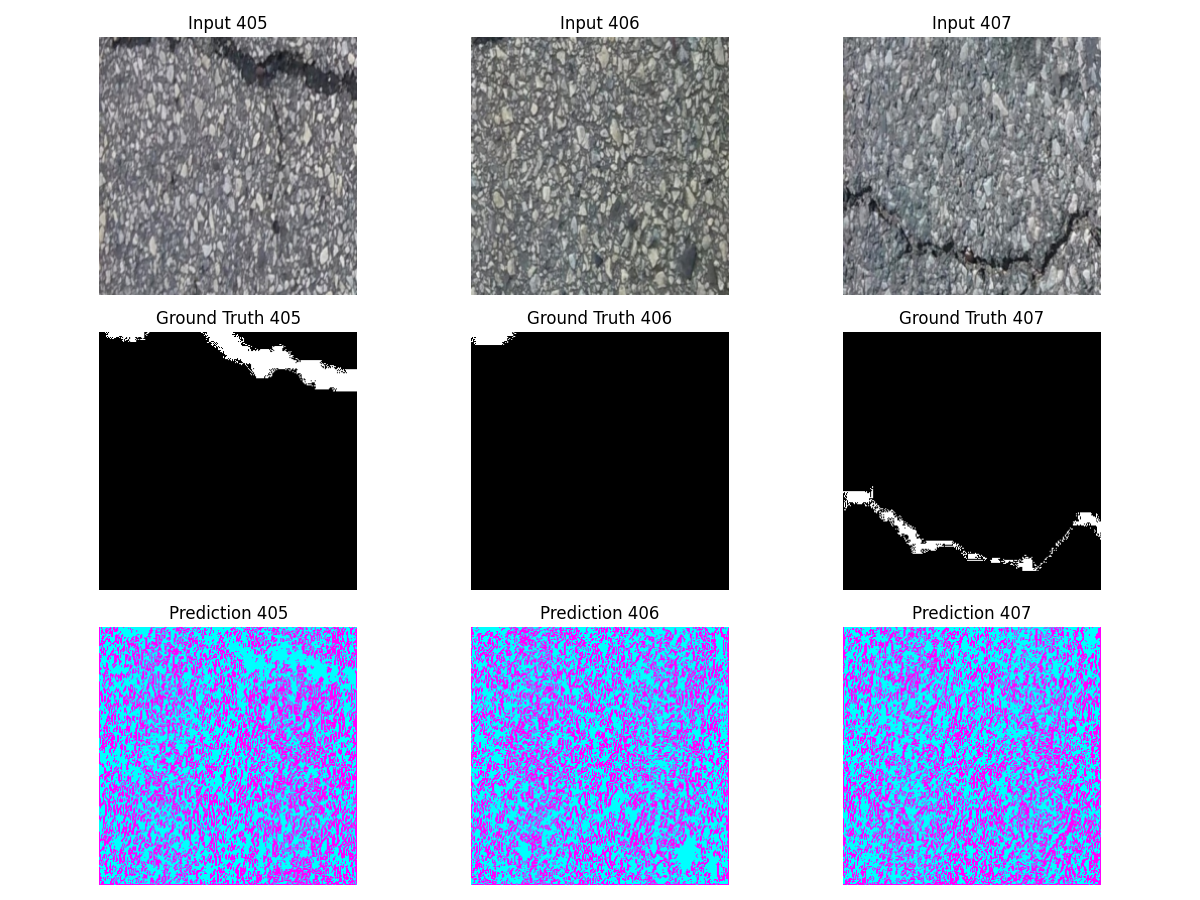 Input 405
Input 406
Input 407
Ground Truth 405
Ground Truth 406
Ground Truth 407
Prediction 405
Prediction 406
Prediction 407